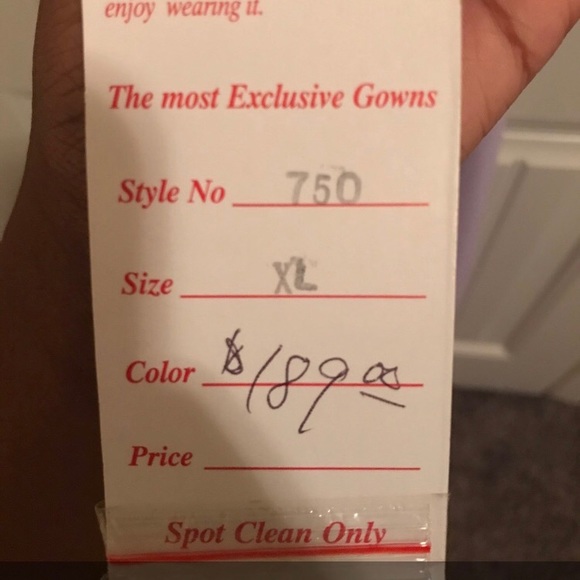 enjoy wearing it.
The most Exclusive Gowns
Style No 750
Size XL
Color $189.00
Price
Spot Clean Only